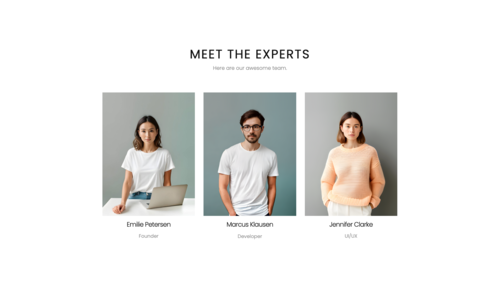 MEET THE EXPERTS
Here are our awesome team
Emilie Petersen
Marcus Klausen
Jennifer Clarke
Founder
Developer
UI/UX